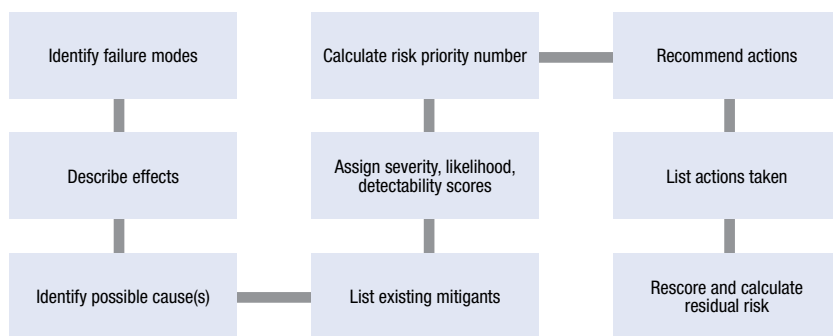 Identify failure modes
Describe effects
Identify possible cause(s)
List existing mitigants
Assign severity, likelihood,
detectability scores
Calculate risk priority number
Recommend actions
List actions taken
Rescore and calculate
residual risk